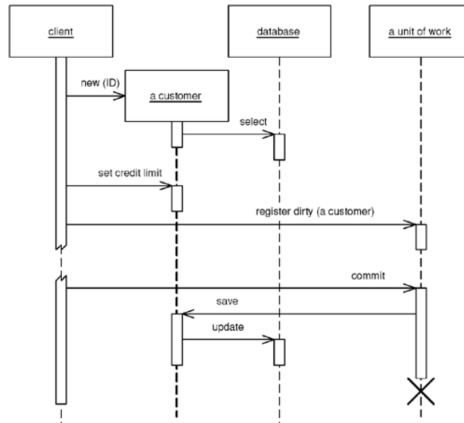 client
database
a unit of work
new (ID)
a customer
select
set credit limit
register dirty (a customer)
commit
save
update